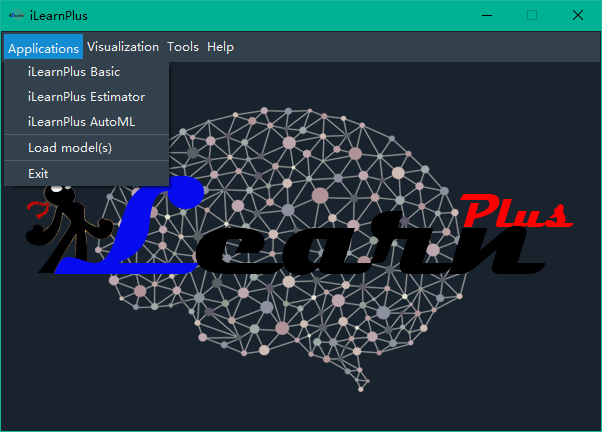 iLearnPlus
Applications Visualization Tools Help
iLearnPlus Basic
iLearnPlus Estimator
iLearnPlus AutoML
Load model(s)
Exit
iLearn Plus